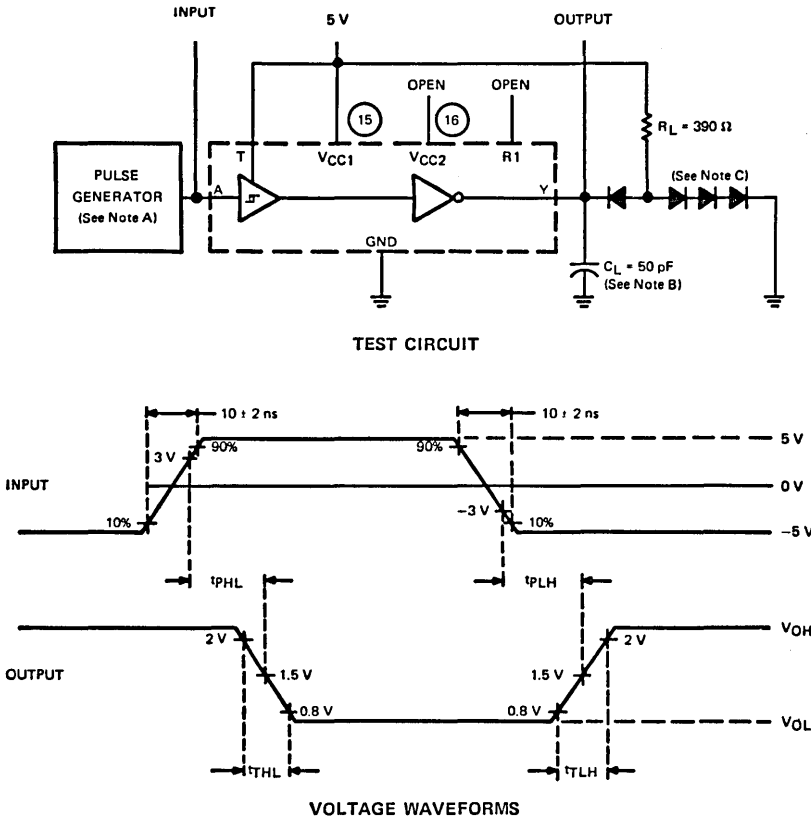 INPUT
5 V
OUTPUT
OPEN
OPEN
15
16
RL = 390 Ω
T
VCC1
VCC2
R1
PULSE
GENERATOR
(See Note A)
A
Y
(See Note C)
GND
CL = 50 pF
(See Note B)
TEST CIRCUIT
10 ± 2 ns
10 ± 2 ns
3 V
90%
90%
5 V
INPUT
0 V
10%
−3 V
10%
−5 V
tPHL
tPLH
VOH
2 V
2 V
OUTPUT
1.5 V
1.5 V
0.8 V
0.8 V
VOL
tTHL
tTLH
VOLTAGE WAVEFORMS